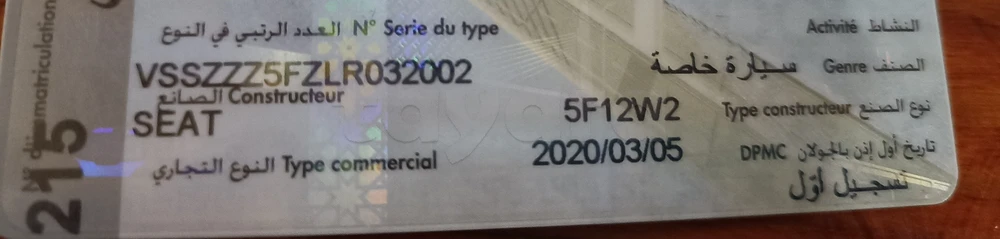 N° Serie du type العدد الرتبي في النوع
Activité النشاط
VSSZZZ5FZLR032002
سيارة خاصة Genre الصنف
الصانع Constructeur
SEAT
5F12W2 Type constructeur نوع الصنع
2020/03/05 DPMC تاريخ أول إذن بالجولان
النوع التجاري Type commercial
تسجيل أول
N° d'immatriculation
215